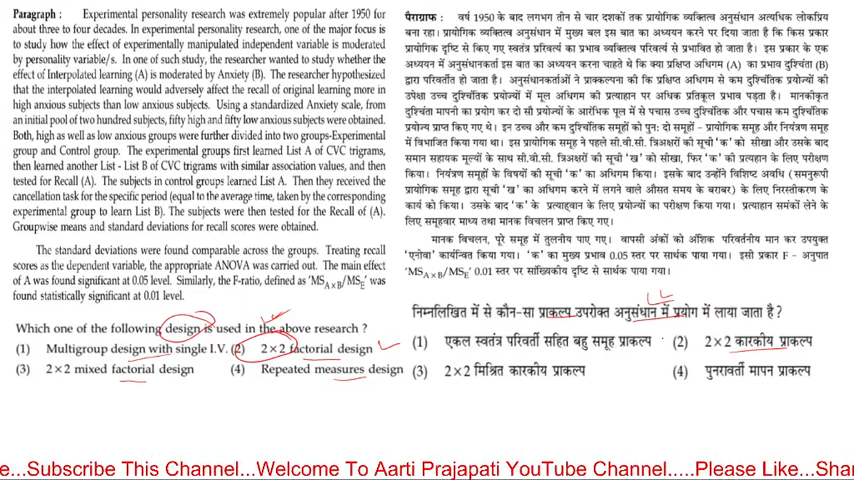 Paragraph : Experimental personality research was extremely popular after 1950 for
about three to four decades. In experimental personality research, one of the major focus is
to study how the effect of experimentally manipulated independent variable is moderated
by personality variable/s. In one of such study, the researcher wanted to study whether the
effect of Interpolated learning (A) is moderated by Anxiety (B). The researcher hypothesized
that the interpolated learning would adversely affect the recall of original learning more in
high anxious subjects than low anxious subjects. Using a standardized Anxiety scale, from
an initial pool of two hundred subjects, fifty high and fifty low anxious subjects were obtained.
Both, high as well as low anxious groups were further divided into two groups-Experimental
group and Control group. The experimental groups first learned List A of CVC trigrams,
then learned another List - List B of CVC trigrams with similar association values, and then
tested for Recall (A). The subjects in control groups learned List A. Then they received the
cancellation task for the specific period (equal to the average time, taken by the corresponding
experimental group to learn List B). The subjects were then tested for the Recall of (A).
Groupwise means and standard deviations for recall scores were obtained.
The standard deviations were found comparable across the groups. Treating recall
scores as the dependent variable, the appropriate ANOVA was carried out. The main effect
of A was found significant at 0.05 level. Similarly, the F-ratio, defined as 'MSA×B/MSE' was
found statistically significant at 0.01 level.
Which one of the following design is used in the above research ?
(1) Multigroup design with single I.V. (2) 2×2 factorial design
(3) 2×2 mixed factorial design (4) Repeated measures design
पैराग्राफ : वर्ष 1950 के बाद लगभग तीन से चार दशकों तक प्रायोगिक व्यक्तित्व अनुसंधान अत्यधिक लोकप्रिय
बना रहा। प्रायोगिक व्यक्तित्व अनुसंधान में मुख्य बल इस बात का अध्ययन करने पर दिया जाता है कि किस प्रकार
प्रायोगिक दृष्टि से किए गए स्वतंत्र प्ररिवर्त्य का प्रभाव व्यक्तित्व परिवर्त्य से प्रभावित हो जाता है। इस प्रकार के एक
अध्ययन में अनुसंधानकर्ता इस बात का अध्ययन करना चाहते थे कि क्या प्रक्षिप्त अधिगम (A) का प्रभाव दुश्चिंता (B)
द्वारा परिवर्तित हो जाता है। अनुसंधानकर्ताओं ने प्राक्कल्पना की कि प्रक्षिप्त अधिगम से कम दुश्चिंतित प्रयोज्यों की
उपेक्षा उच्च दुश्चिंतित प्रयोज्यों में मूल अधिगम की प्रत्याहान पर अधिक प्रतिकूल प्रभाव पड़ता है। मानकीकृत
दुश्चिंता मापनी का प्रयोग कर दो सौ प्रयोज्यों के आरंभिक पूल में से पचास उच्च दुश्चिंतित और पचास कम दुश्चिंतित
प्रयोज्य प्राप्त किए गए थे। इन उच्च और कम दुश्चिंतित समूहों को पुन: दो समूहों – प्रायोगिक समूह और नियंत्रण समूह
में विभाजित किया गया था। इस प्रायोगिक समूह ने पहले सी.वी.सी. त्रिअक्षरों की सूची 'क' को सीखा और उसके बाद
समान साहचय मूल्यों के साथ सी.वी.सी. त्रिअक्षरों की सूची 'ख' को सीखा, फिर 'क' की प्रत्याहान के लिए परीक्षण
किया। नियंत्रण समूहों के विषयों की सूची 'क' का अधिगम किया। इसके बाद उन्होंने विशिष्ट अवधि (समनुरूपी
प्रायोगिक समूह द्वारा सूची 'ख' का अधिगम में लगने वाले औसत समय के बराबर) के लिए निरस्तीकरण के
कार्य को किया। उसके बाद 'क' के प्रत्याह्वान के लिए प्रयोज्यों का परीक्षण किया गया। प्रत्याहान समंकों लेने के
लिए समूहवार माध्य तथा मानक विचलन प्राप्त किए गए।
मानक विचलन, पूरे समूह में तुलनीय पाए गए। वापसी अंकों को आंशिक परिवर्तनीय मान कर उपयुक्त
'एनोवा' कार्यन्वित किया गया। 'क' का मुख्य प्रभाव 0.05 स्तर पर सार्थक पाया गया। इसी प्रकार F - अनुपात
'MSA×B/MSE' 0.01 स्तर पर सांख्यिकीय दृष्टि से सार्थक पाया गया।
निम्नलिखित में से कौन-सा प्राकल्प उपरोक्त अनुसंधान में प्रयोग में लाया जाता है ?
(1) एकल स्वतंत्र परिवर्ती सहित बहु समूह प्राकल्प (2) 2×2 कारकीय प्राकल्प
(3) 2×2 मिश्रित कारकीय प्राकल्प (4) पुनरावर्ती मापन प्राकल्प
e...Subscribe This Channel...Welcome To Aarti Prajapati YouTube Channel.....Please Like...Shar